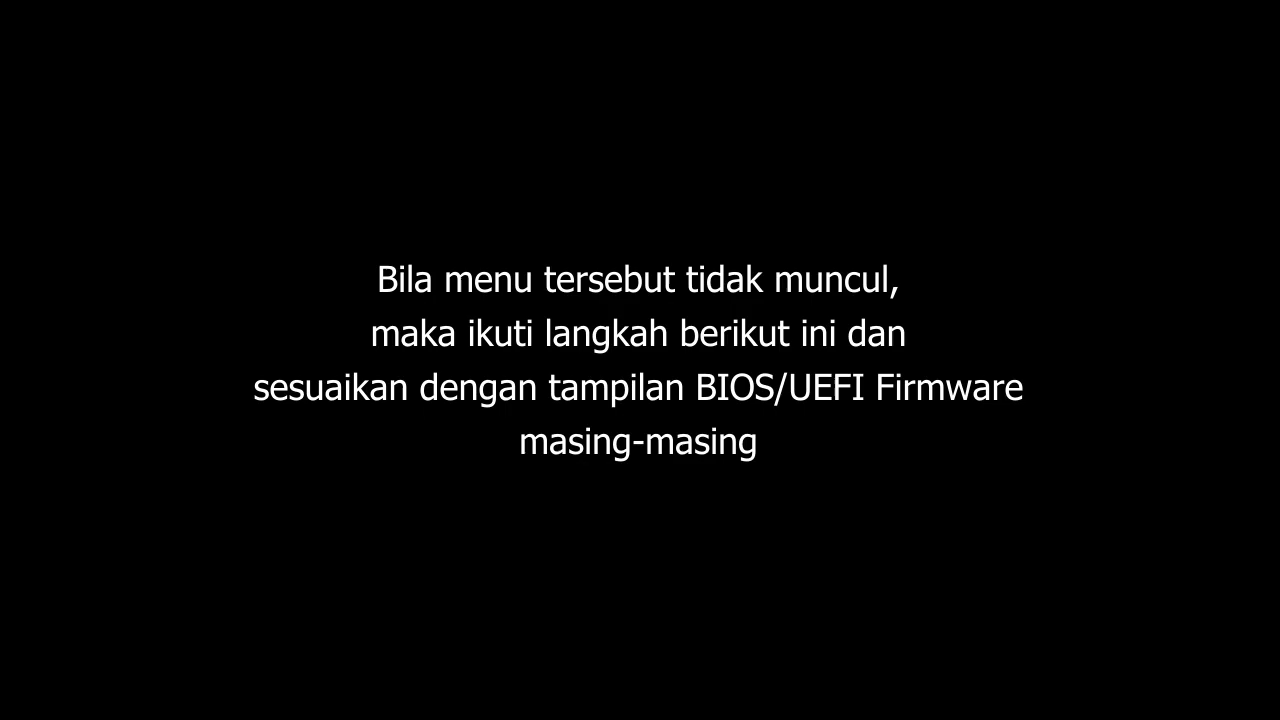 Bila menu tersebut tidak muncul,
maka ikuti langkah berikut ini dan
sesuaikan dengan tampilan BIOS/UEFI Firmware
masing-masing